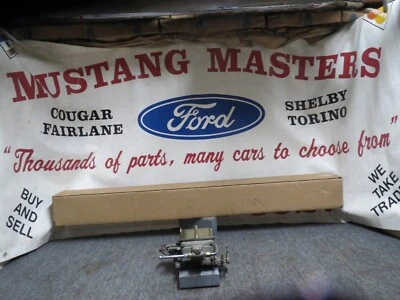 MUSTANG MASTERS
COUGAR
FAIRLANE
Ford
SHELBY
TORINO
"Thousands of parts, many cars to choose from"
BUY
AND
SELL
WE
TAKE
TRADE